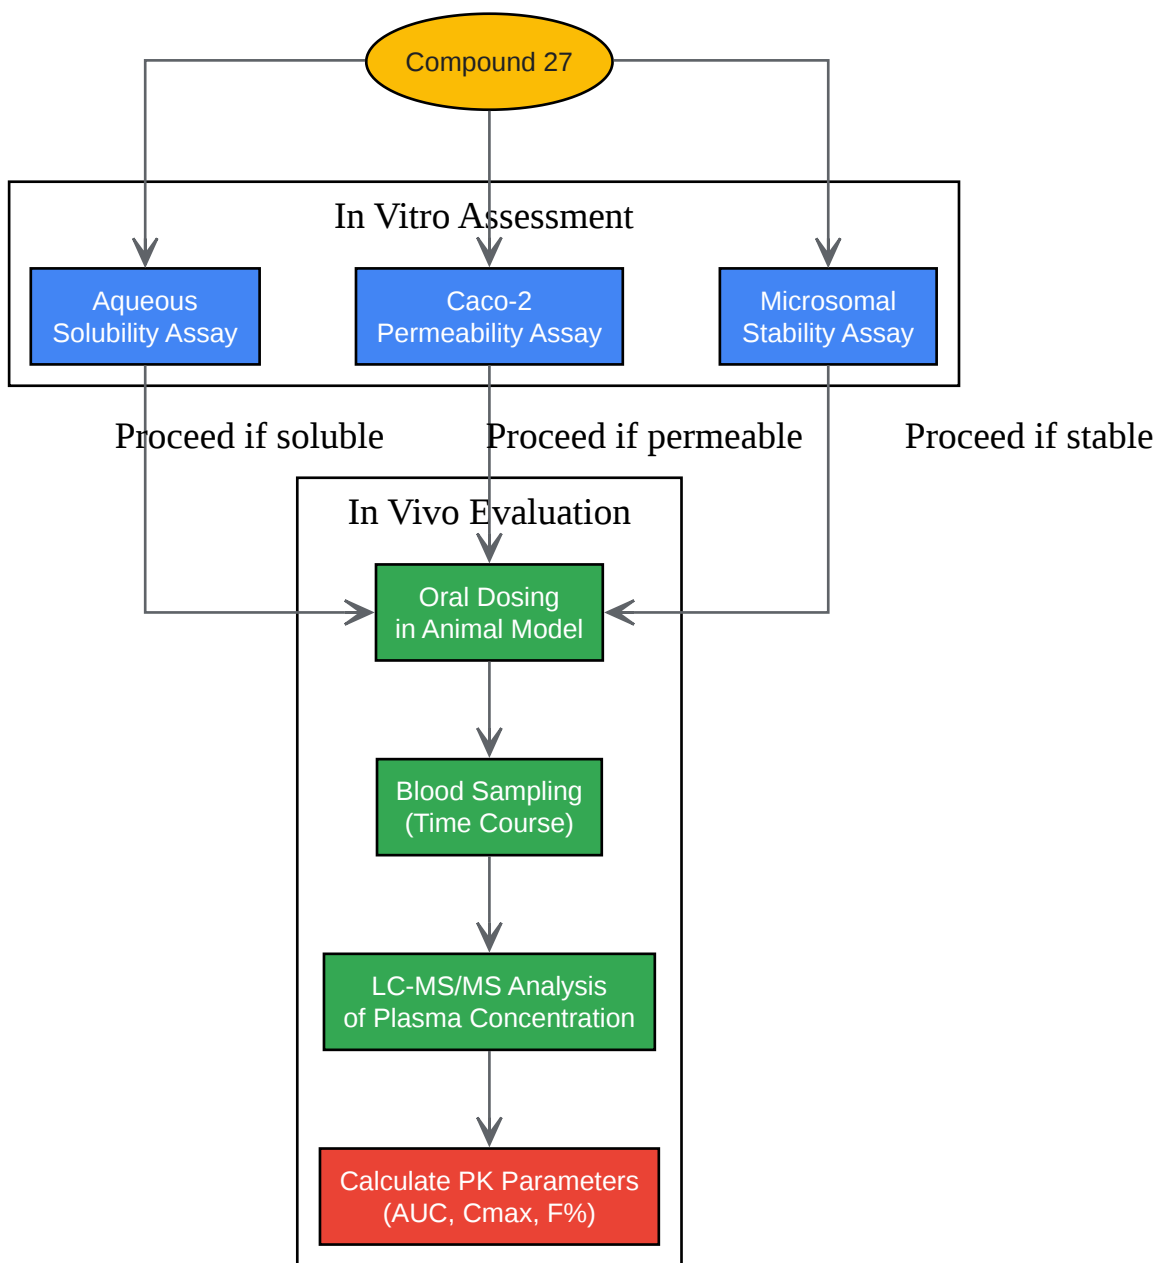 Compound 27
In Vitro Assessment
Aqueous
Solubility Assay
Caco-2
Permeability Assay
Microsomal
Stability Assay
Proceed if soluble
Proceed if permeable
Proceed if stable
In Vivo Evaluation
Oral Dosing
in Animal Model
Blood Sampling
(Time Course)
LC-MS/MS Analysis
of Plasma Concentration
Calculate PK Parameters
(AUC, Cmax, F%)